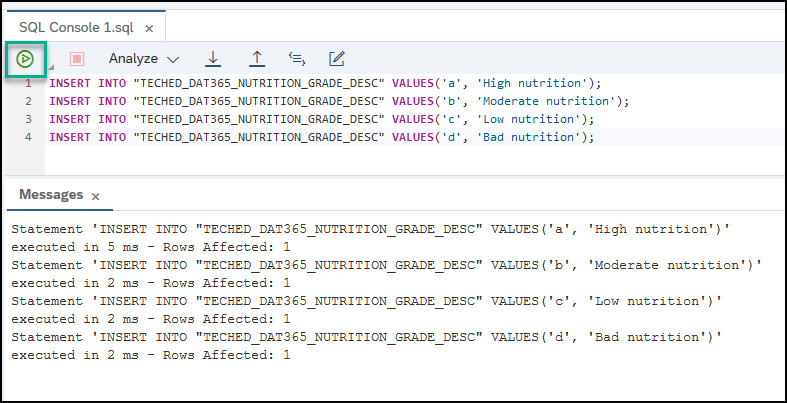 SQL Console 1.sql ×
Analyze
1 INSERT INTO "TECHED_DAT365_NUTRITION_GRADE_DESC" VALUES('a', 'High nutrition');
2 INSERT INTO "TECHED_DAT365_NUTRITION_GRADE_DESC" VALUES('b', 'Moderate nutrition');
3 INSERT INTO "TECHED_DAT365_NUTRITION_GRADE_DESC" VALUES('c', 'Low nutrition');
4 INSERT INTO "TECHED_DAT365_NUTRITION_GRADE_DESC" VALUES('d', 'Bad nutrition');
Messages ×
Statement 'INSERT INTO "TECHED_DAT365_NUTRITION_GRADE_DESC" VALUES('a', 'High nutrition')'
executed in 5 ms - Rows Affected: 1
Statement 'INSERT INTO "TECHED_DAT365_NUTRITION_GRADE_DESC" VALUES('b', 'Moderate nutrition')'
executed in 2 ms - Rows Affected: 1
Statement 'INSERT INTO "TECHED_DAT365_NUTRITION_GRADE_DESC" VALUES('c', 'Low nutrition')'
executed in 2 ms - Rows Affected: 1
Statement 'INSERT INTO "TECHED_DAT365_NUTRITION_GRADE_DESC" VALUES('d', 'Bad nutrition')'
executed in 2 ms - Rows Affected: 1